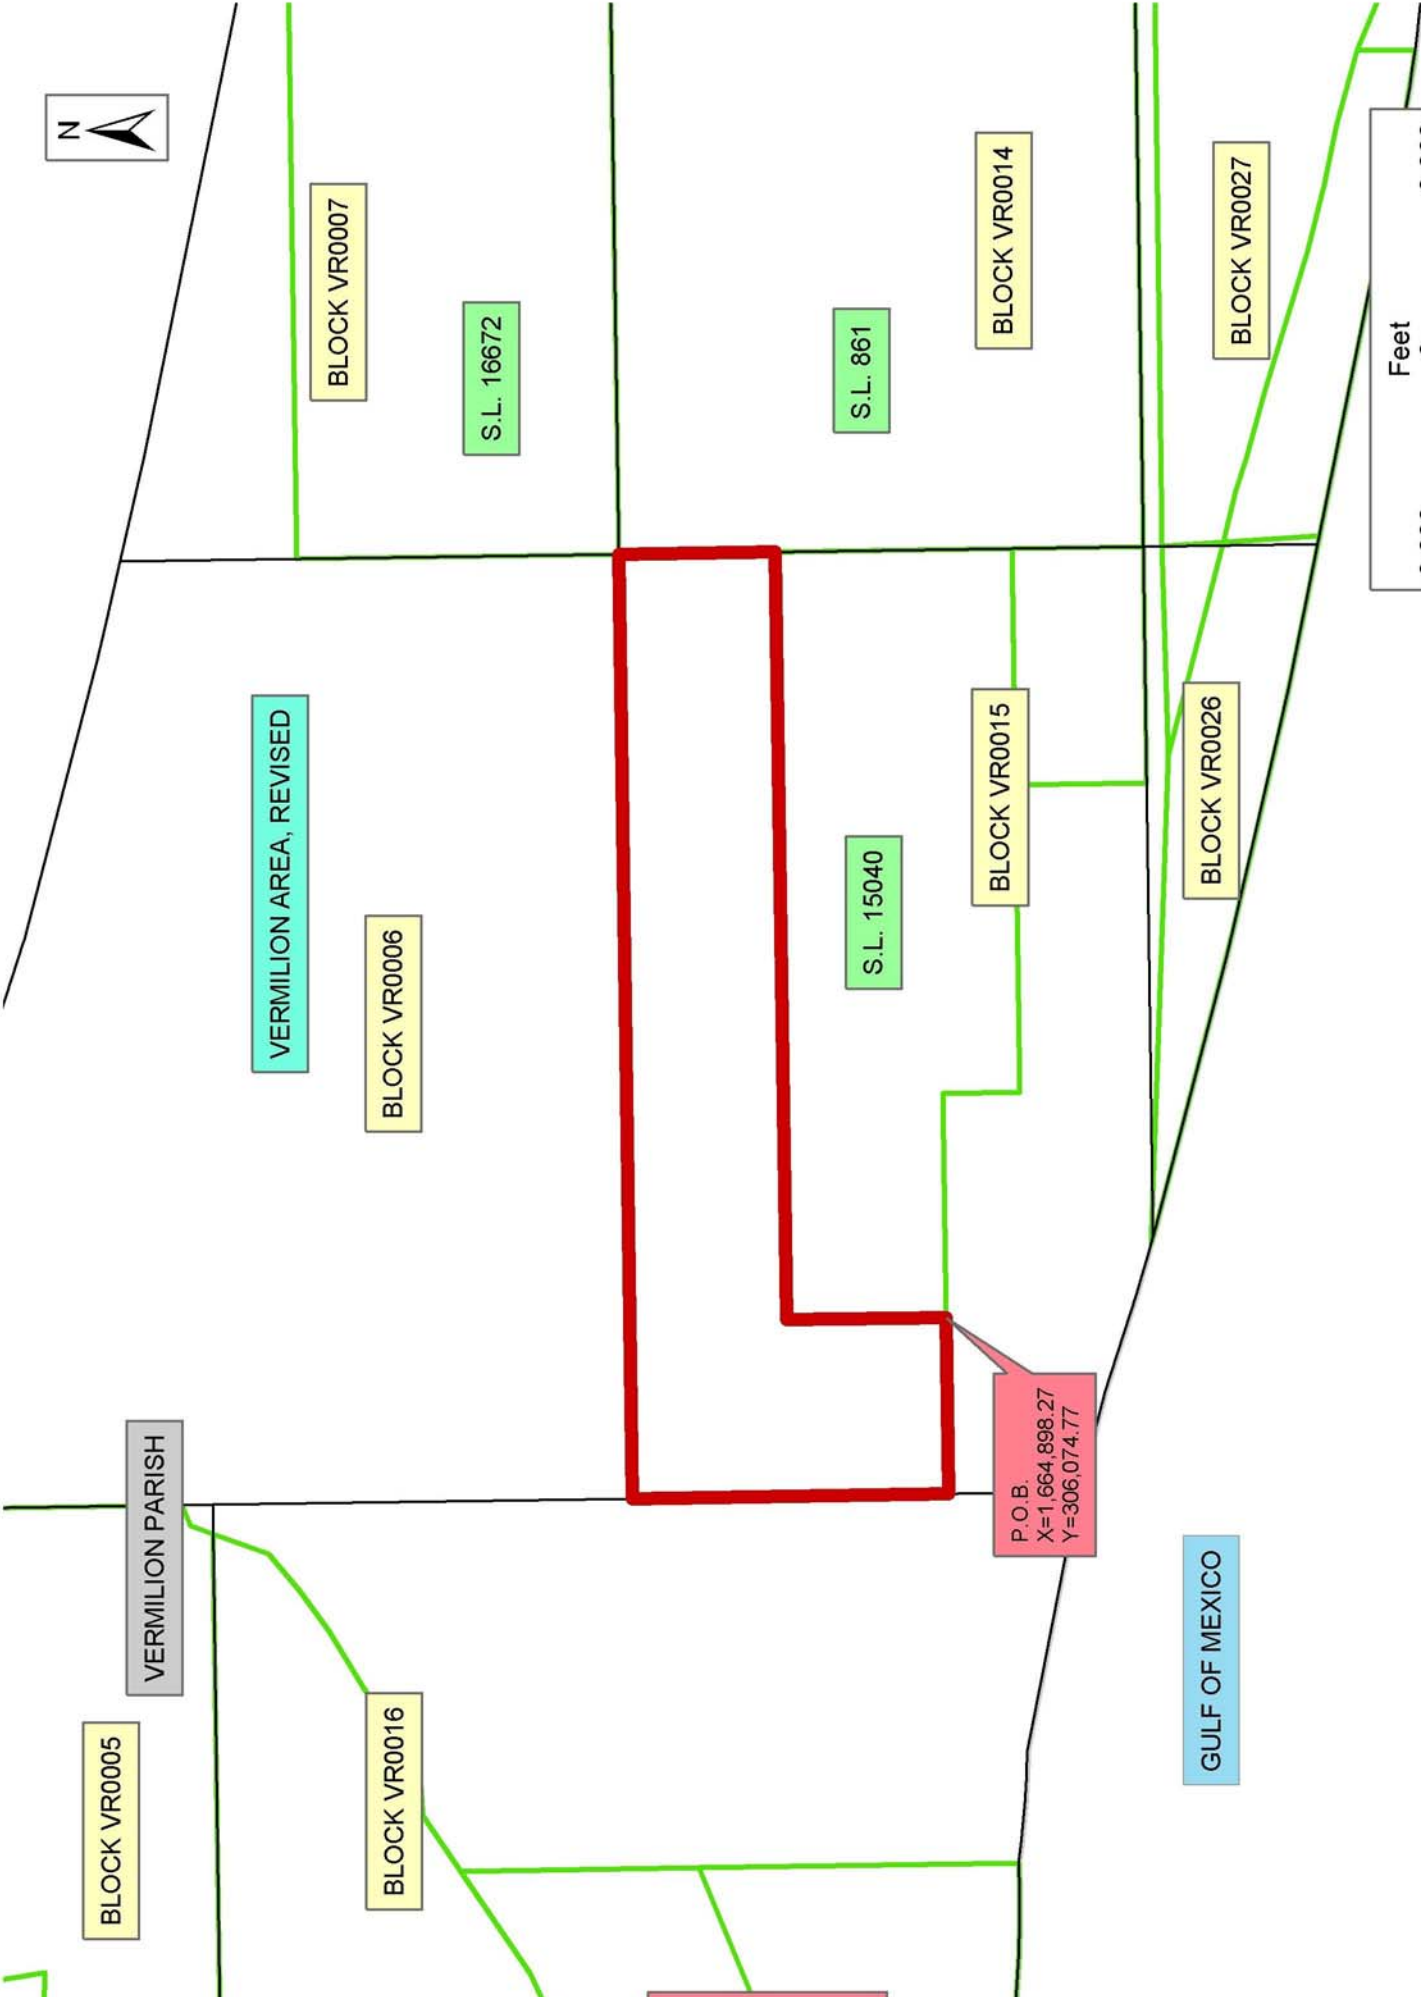 N
BLOCK VR0005
VERMILION PARISH
VERMILION AREA, REVISED
BLOCK VR0007
BLOCK VR0016
BLOCK VR0006
S.L. 16672
S.L. 15040
S.L. 861
BLOCK VR0015
BLOCK VR0014
P.O.B.
X=1,664,898.27
Y=306,074.77
GULF OF MEXICO
BLOCK VR0026
BLOCK VR0027
Feet